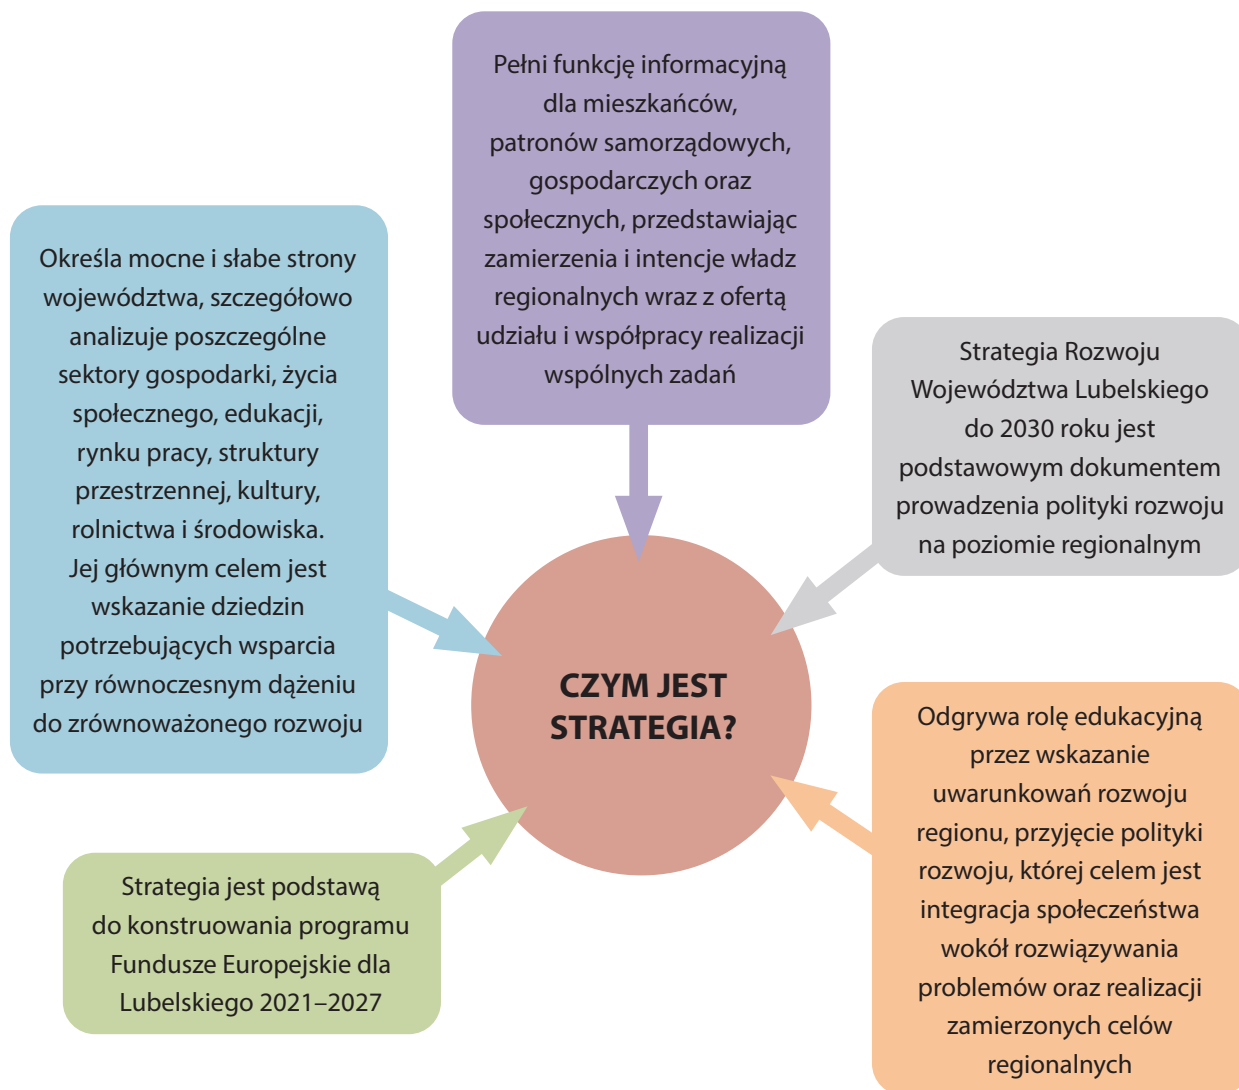 Pełni funkcję informacyjną
dla mieszkańców,
patronów samorządowych,
gospodarczych oraz
społecznych, przedstawiając
zamierzenia i intencje władz
regionalnych wraz z ofertą
udziału i współpracy realizacji
wspólnych zadań
Określa mocne i słabe strony
województwa, szczegółowo
analizuje poszczególne
sektory gospodarki, życia
społecznego, edukacji,
rynku pracy, struktury
przestrzennej, kultury,
rolnictwa i środowiska.
Jej głównym celem jest
wskazanie dziedzin
potrzebujących wsparcia
przy równoczesnym dążeniu
do zrównoważonego rozwoju
Strategia Rozwoju
Województwa Lubelskiego
do 2030 roku jest
podstawowym dokumentem
prowadzenia polityki rozwoju
na poziomie regionalnym
CZYM JEST
STRATEGIA?
Odgrywa rolę edukacyjną
przez wskazanie
uwarunkowań rozwoju
regionu, przyjęcie polityki
rozwoju, której celem jest
integracja społeczeństwa
wokół rozwiązywania
problemów oraz realizacji
zamierzonych celów
regionalnych
Strategia jest podstawą
do konstruowania programu
Fundusze Europejskie dla
Lubelskiego 2021–2027